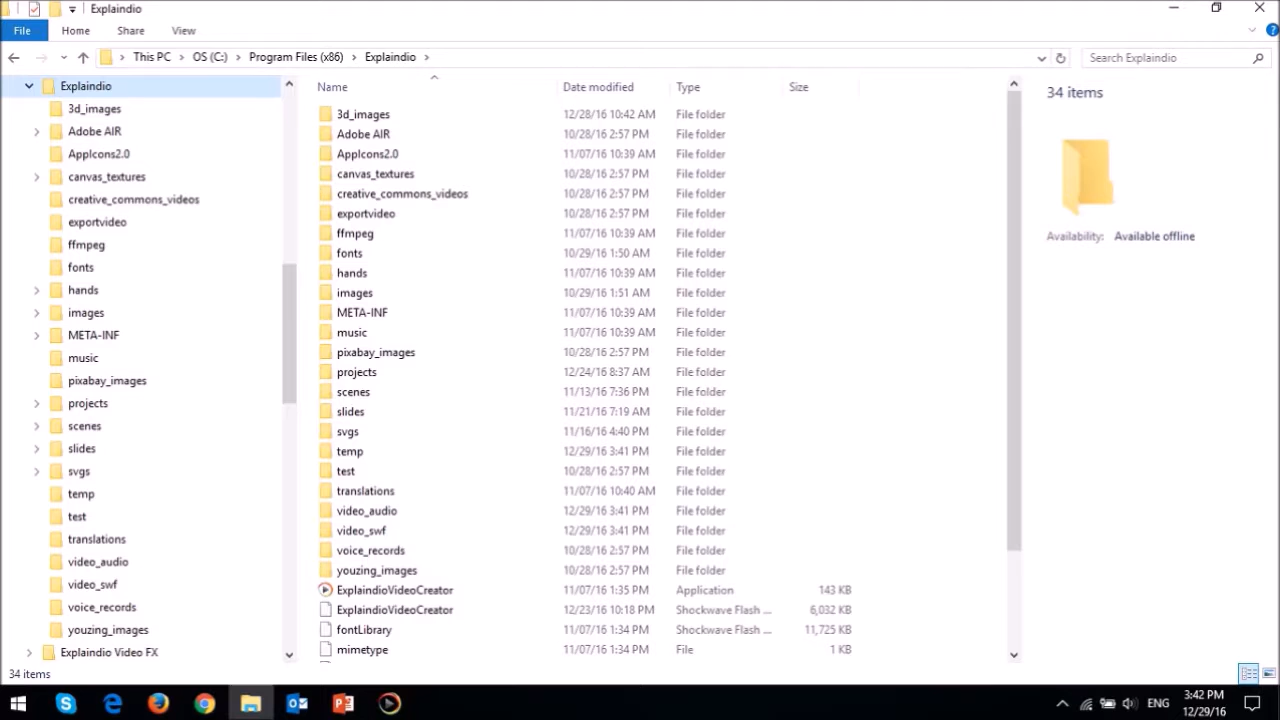 Explaindio
File Home Share View
This PC OS (C:) Program Files (x86) Explaindio Search Explaindio
Explaindio
3d_images
Adobe AIR
AppIcons2.0
canvas_textures
creative_commons_videos
exportvideo
ffmpeg
fonts
hands
images
META-INF
music
pixabay_images
projects
scenes
slides
svgs
temp
test
translations
video_audio
video_swf
voice_records
youzing_images
Explaindio Video FX
Name Date modified Type Size
3d_images 12/28/16 10:42 AM File folder
Adobe AIR 10/28/16 2:57 PM File folder
AppIcons2.0 11/07/16 10:39 AM File folder
canvas_textures 10/28/16 2:57 PM File folder
creative_commons_videos 10/28/16 2:57 PM File folder
exportvideo 10/28/16 2:57 PM File folder
ffmpeg 11/07/16 10:39 AM File folder
fonts 10/29/16 1:50 AM File folder
hands 11/07/16 10:39 AM File folder
images 10/29/16 1:51 AM File folder
META-INF 11/07/16 10:39 AM File folder
music 11/07/16 10:39 AM File folder
pixabay_images 10/28/16 2:57 PM File folder
projects 12/24/16 8:37 AM File folder
scenes 11/13/16 7:36 PM File folder
slides 11/21/16 7:19 AM File folder
svgs 11/16/16 4:40 PM File folder
temp 12/29/16 3:41 PM File folder
test 10/28/16 2:57 PM File folder
translations 11/07/16 10:40 AM File folder
video_audio 12/29/16 3:41 PM File folder
video_swf 12/29/16 3:41 PM File folder
voice_records 10/28/16 2:57 PM File folder
youzing_images 10/28/16 2:57 PM File folder
ExplaindioVideoCreator 11/07/16 1:35 PM Application 143 KB
ExplaindioVideoCreator 12/23/16 10:18 PM Shockwave Flash ... 6,032 KB
fontLibrary 11/07/16 1:34 PM Shockwave Flash ... 11,725 KB
mimetype 11/07/16 1:34 PM File 1 KB
34 items
Availability: Available offline
34 items
ENG 3:42 PM
12/29/16